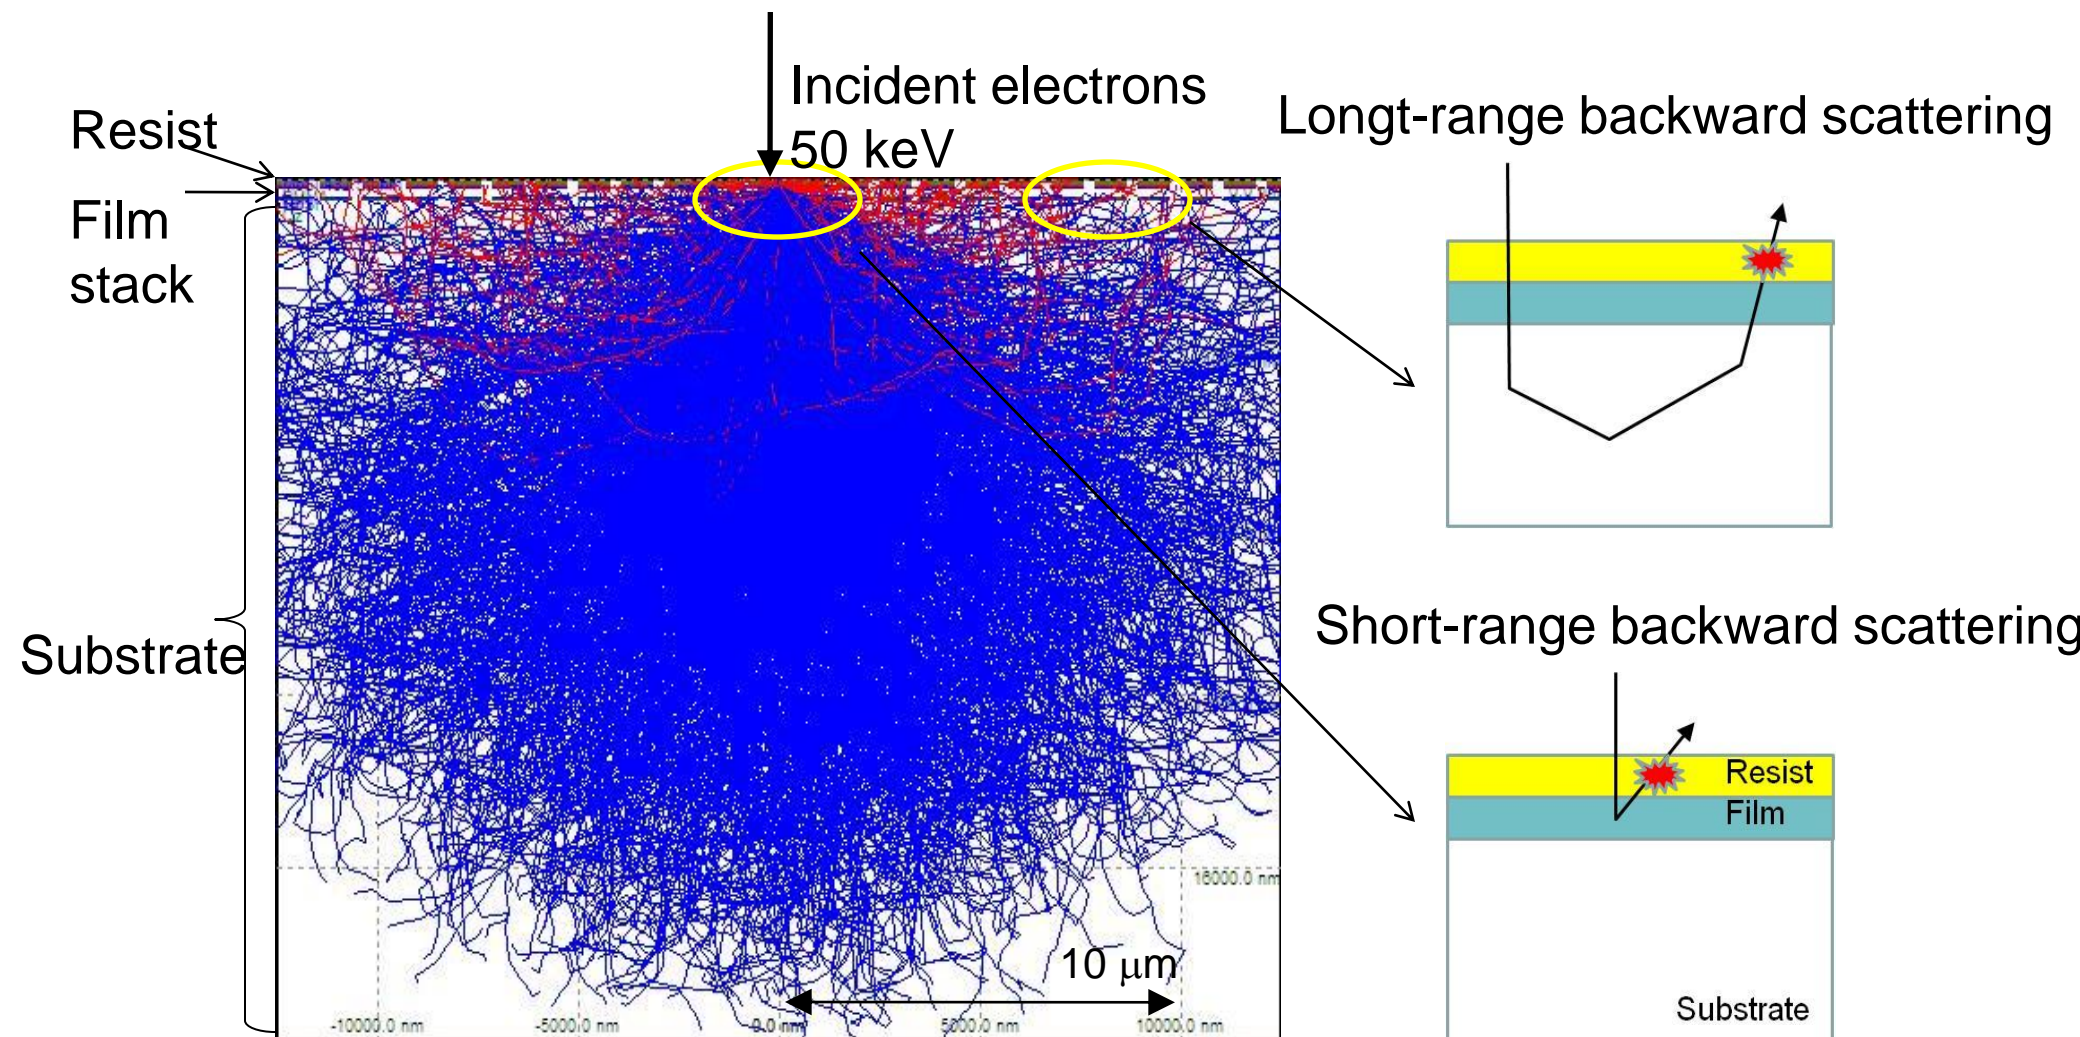 Incident electrons
50 keV
Resist
Film
stack
Substrate
Longt-range backward scattering
Short-range backward scattering
Resist
Film
Substrate
16000.0 nm
10 μm
-10000.0 nm
-5000.0 nm
0.0 nm
5000.0 nm
10000.0 nm